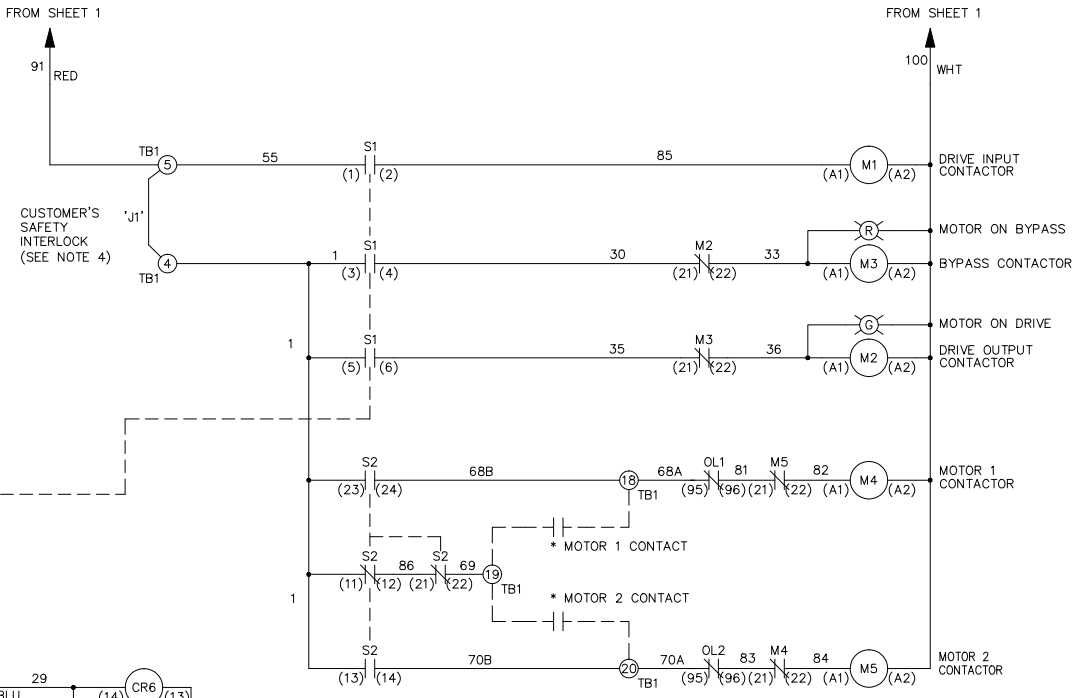 FROM SHEET 1
FROM SHEET 1
91
RED
100
WHT
TB1
5
55
S1
(1)
(2)
85
(A1)
M1
(A2)
DRIVE INPUT
CONTACTOR
CUSTOMER'S
SAFETY
INTERLOCK
(SEE NOTE 4)
'J1'
4
TB1
1
S1
(3)
(4)
30
M2
(21)
(22)
33
R
MOTOR ON BYPASS
(A1)
M3
(A2)
BYPASS CONTACTOR
1
S1
(5)
(6)
35
M3
(21)
(22)
36
G
MOTOR ON DRIVE
(A1)
M2
(A2)
DRIVE OUTPUT
CONTACTOR
S2
(23)
(24)
68B
18
TB1
68A
OL1
(95)
(96)
81
M5
(21)
(22)
82
(A1)
M4
(A2)
MOTOR 1
CONTACTOR
* MOTOR 1 CONTACT
S2
(11)
(12)
86
S2
(21)
(22)
69
19
TB1
1
* MOTOR 2 CONTACT
S2
(13)
(14)
70B
20
TB1
70A
OL2
(95)
(96)
83
M4
(21)
(22)
84
(A1)
M5
(A2)
MOTOR 2
CONTACTOR
29
BLU
(14)
CR6
(13)